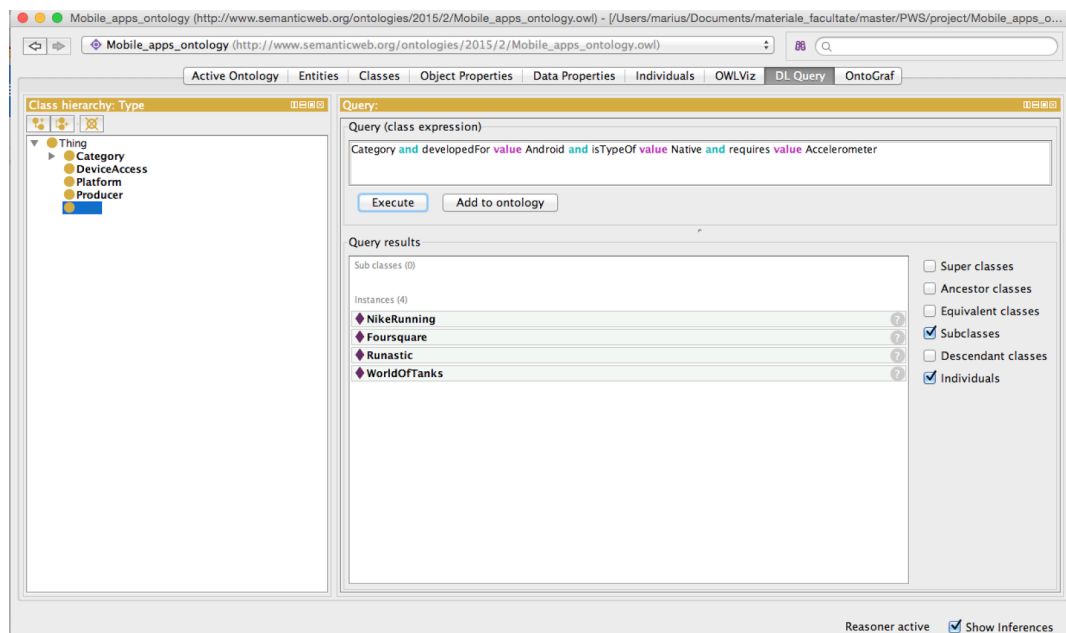 Mobile_apps_ontology (http://www.semanticweb.org/ontologies/2015/2/Mobile_apps_ontology.owl) - [/Users/marius/Documents/materiale_facultate/master/PWS/project/Mobile_apps_o...
Mobile_apps_ontology (http://www.semanticweb.org/ontologies/2015/2/Mobile_apps_ontology.owl)
Active Ontology Entities Classes Object Properties Data Properties Individuals OWLViz DL Query OntoGraf
Class hierarchy: Type
Thing
Category
DeviceAccess
Platform
Producer
Query:
Query (class expression)
Category and developedFor value Android and isTypeOf value Native and requires value Accelerometer
Execute Add to ontology
Query results
Sub classes (0)
Instances (4)
NikeRunning
Foursquare
Runastic
WorldOfTanks
Super classes
Ancestor classes
Equivalent classes
Subclasses
Descendant classes
Individuals
Reasoner active Show Inferences